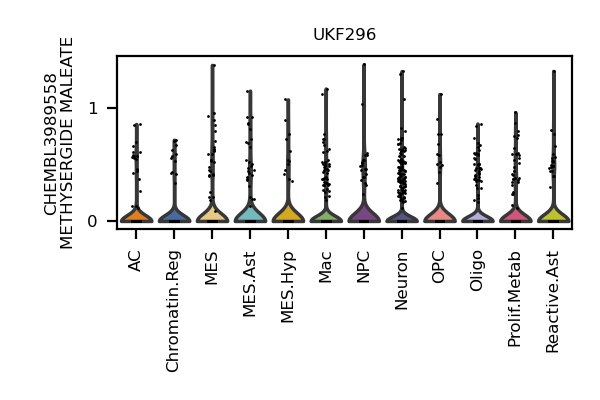 UKF296
CHEMBL3989558
METHYSERGIDE MALEATE
1
0
AC
Chromatin.Reg
MES
MES.Ast
MES.Hyp
Mac
NPC
Neuron
OPC
Oligo
Prolif.Metab
Reactive.Ast